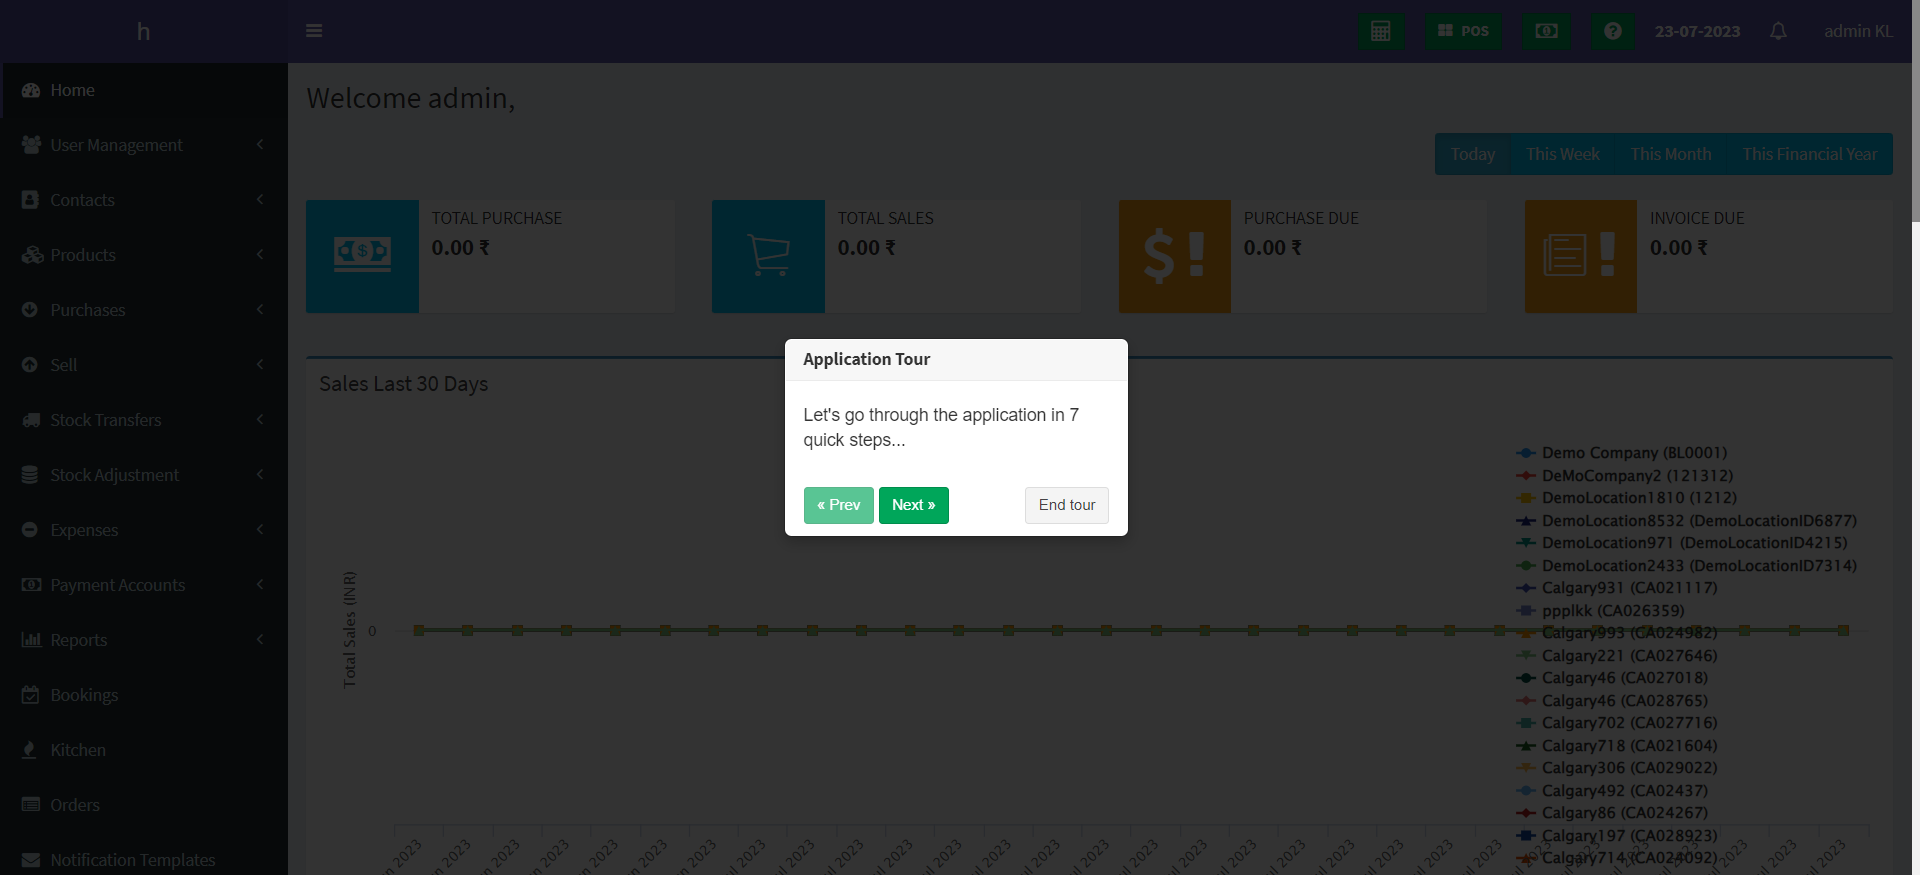 h
POS
23-07-2023
admin KL
Home
User Management
Contacts
Products
Purchases
Sell
Stock Transfers
Stock Adjustment
Expenses
Payment Accounts
Reports
Bookings
Kitchen
Orders
Notification Templates
Welcome admin,
Today
This Week
This Month
This Financial Year
TOTAL PURCHASE
0.00 ₹
TOTAL SALES
0.00 ₹
PURCHASE DUE
0.00 ₹
INVOICE DUE
0.00 ₹
Sales Last 30 Days
Application Tour
Let's go through the application in 7
quick steps...
« Prev
Next »
End tour
Total Sales (INR)
0
Demo Company (BL0001)
DeMoCompany2 (121312)
DemoLocation1810 (1212)
DemoLocation8532 (DemoLocationID6877)
DemoLocation971 (DemoLocationID4215)
DemoLocation2433 (DemoLocationID7314)
Calgary931 (CA021117)
ppplkk (CA026359)
Calgary993 (CA024982)
Calgary221 (CA027646)
Calgary46 (CA027018)
Calgary46 (CA028765)
Calgary702 (CA027716)
Calgary718 (CA021604)
Calgary306 (CA029022)
Calgary492 (CA02437)
Calgary86 (CA024267)
Calgary197 (CA028923)
Calgary714 (CA024092)